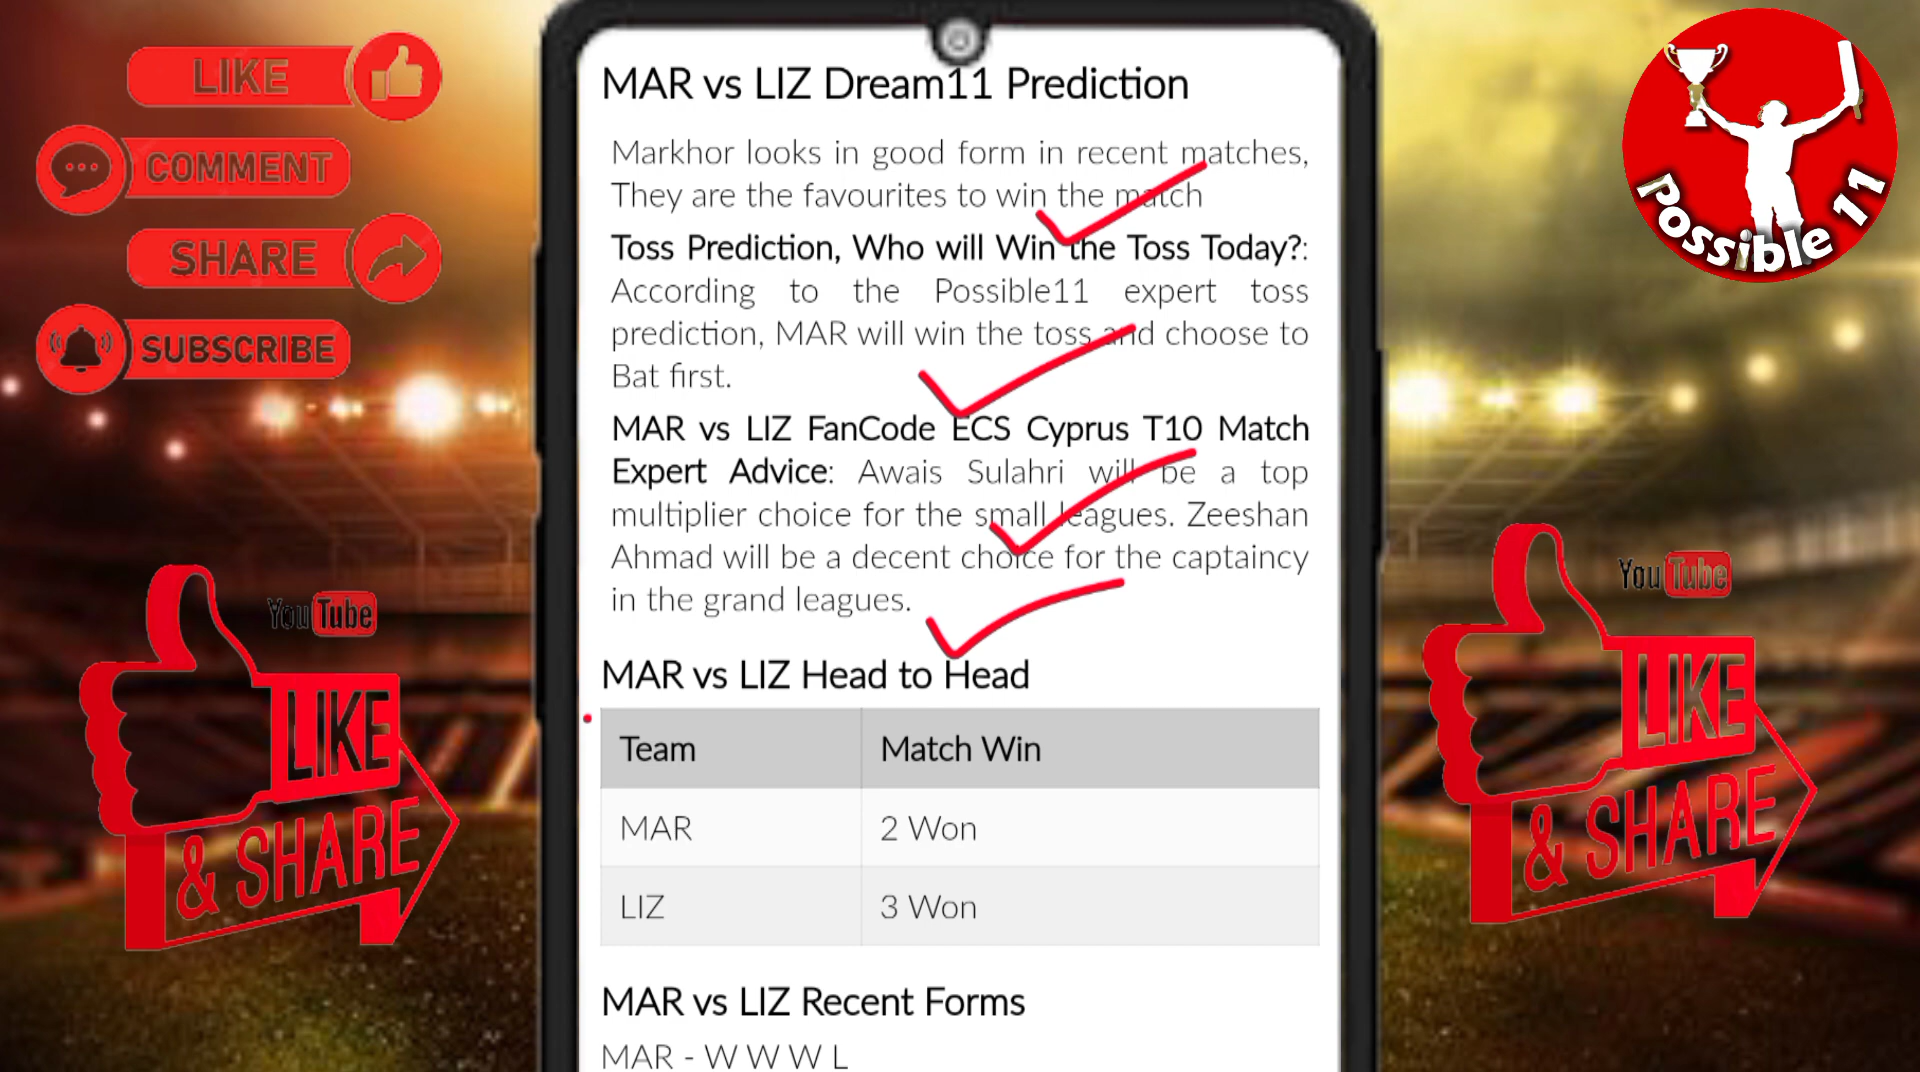 LIKE
COMMENT
SHARE
SUBSCRIBE
MAR vs LIZ Dream11 Prediction
Markhor looks in good form in recent matches,
They are the favourites to win the match
Toss Prediction, Who will Win the Toss Today?:
According to the Possible11 expert toss
prediction, MAR will win the toss and choose to
Bat first.
MAR vs LIZ FanCode ECS Cyprus T10 Match
Expert Advice: Awais Sulahri will be a top
multiplier choice for the small leagues. Zeeshan
Ahmad will be a decent choice for the captaincy
in the grand leagues.
MAR vs LIZ Head to Head
Team Match Win
MAR 2 Won
LIZ 3 Won
MAR vs LIZ Recent Forms
MAR - W W W L
Possible 11
YouTube
LIKE
& SHARE
YouTube
LIKE
& SHARE